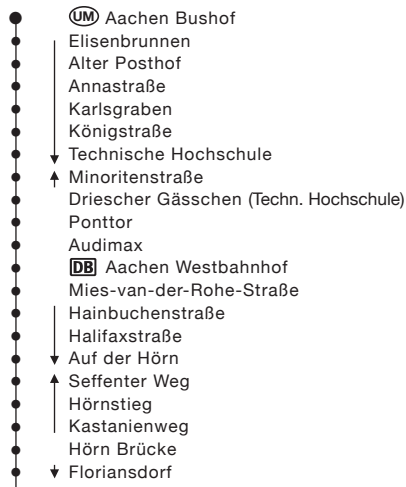 UM Aachen Bushof
Elisenbrunnen
Alter Posthof
Annastraße
Karlsgraben
Königstraße
Technische Hochschule
Minoritenstraße
Driescher Gässchen (Techn. Hochschule)
Ponttor
Audimax
DB Aachen Westbahnhof
Mies-van-der-Rohe-Straße
Hainbuchenstraße
Halifaxstraße
Auf der Hörn
Seffenter Weg
Hörnstieg
Kastanienweg
Hörn Brücke
Floriansdorf